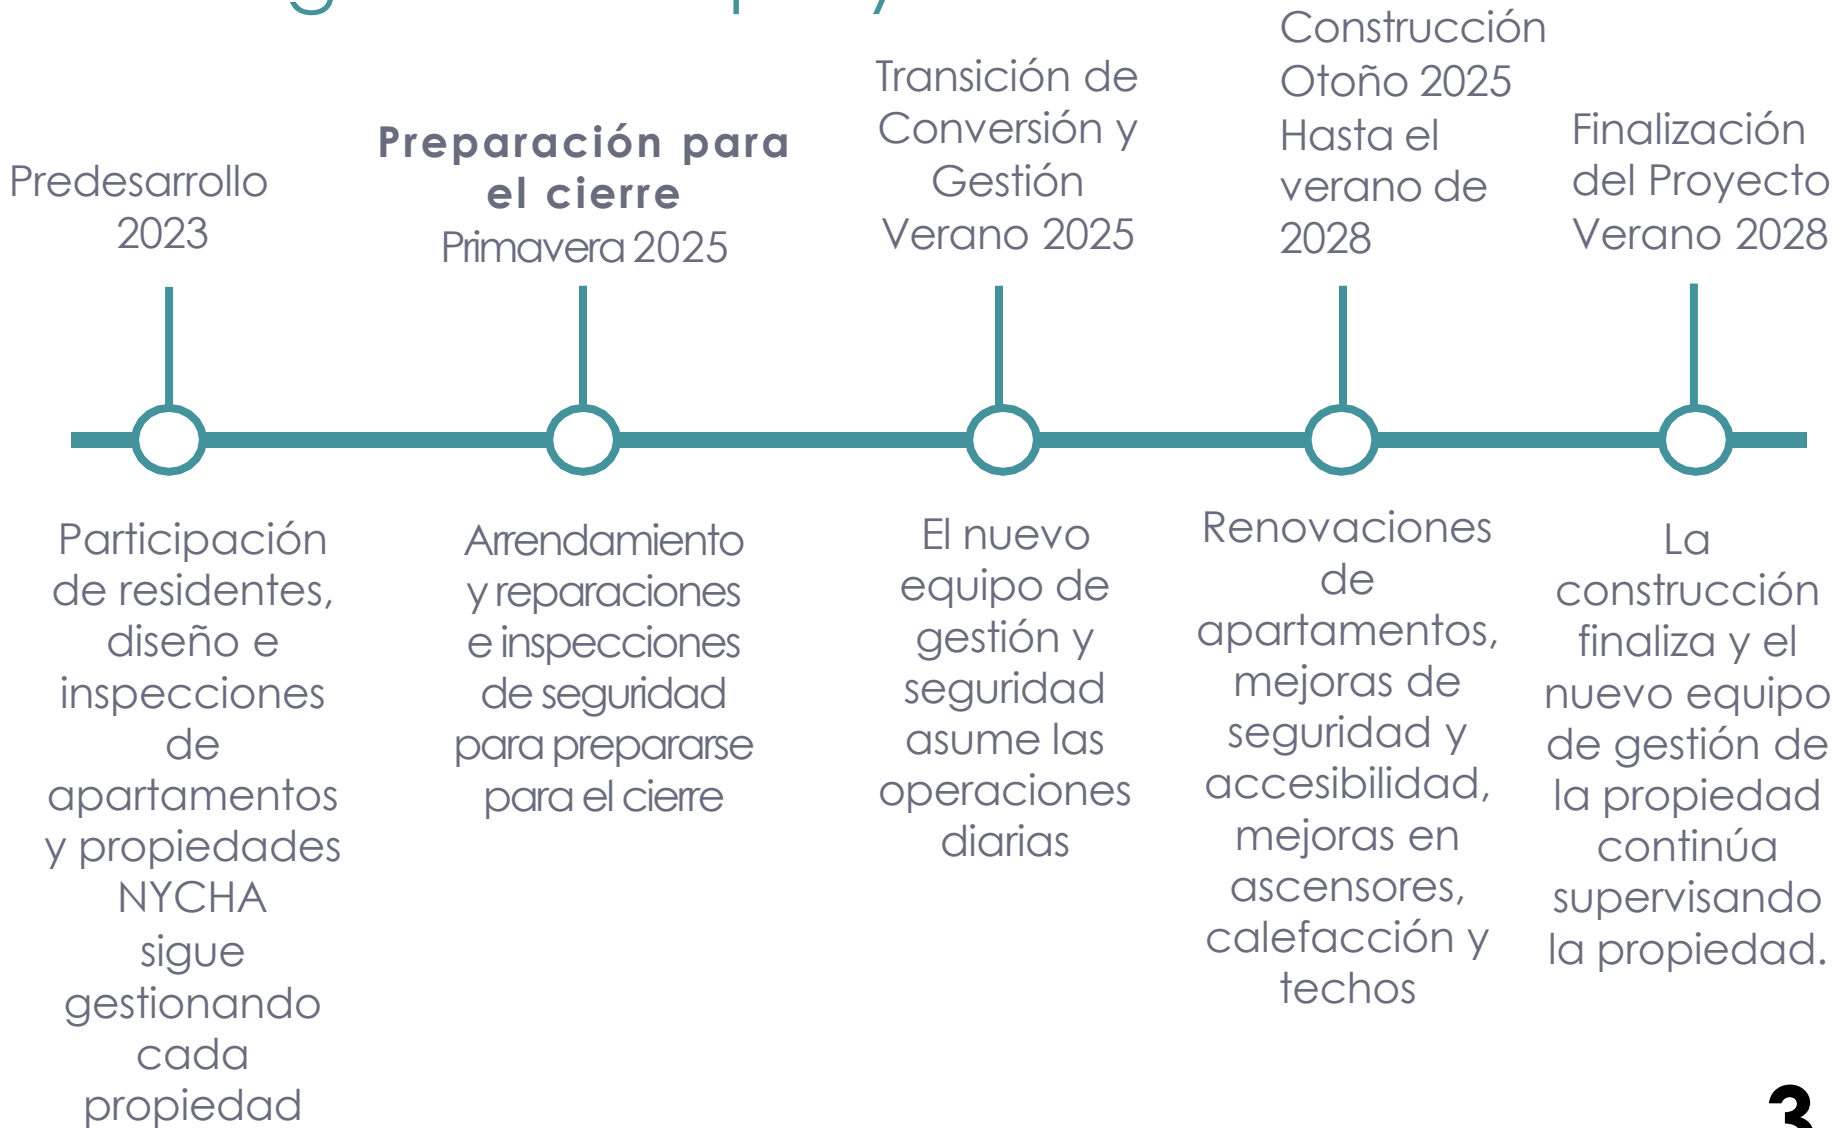 Predesarrollo
2023
Preparación para
el cierre
Primavera 2025
Transición de
Conversión y
Gestión
Verano 2025
Construcción
Otoño 2025
Hasta el
verano de
2028
Finalización
del Proyecto
Verano 2028
Participación
de residentes,
diseño e
inspecciones
de
apartamentos
y propiedades
NYCHA
sigue
gestionando
cada
propiedad
Arrendamiento
y reparaciones
e inspecciones
de seguridad
para prepararse
para el cierre
El nuevo
equipo de
gestión y
seguridad
asume las
operaciones
diarias
Renovaciones
de
apartamentos,
mejoras de
seguridad y
accesibilidad,
mejoras en
ascensores,
calefacción y
techos
La
construcción
finaliza y el
nuevo equipo
de gestión de
la propiedad
continúa
supervisando
la propiedad.
3